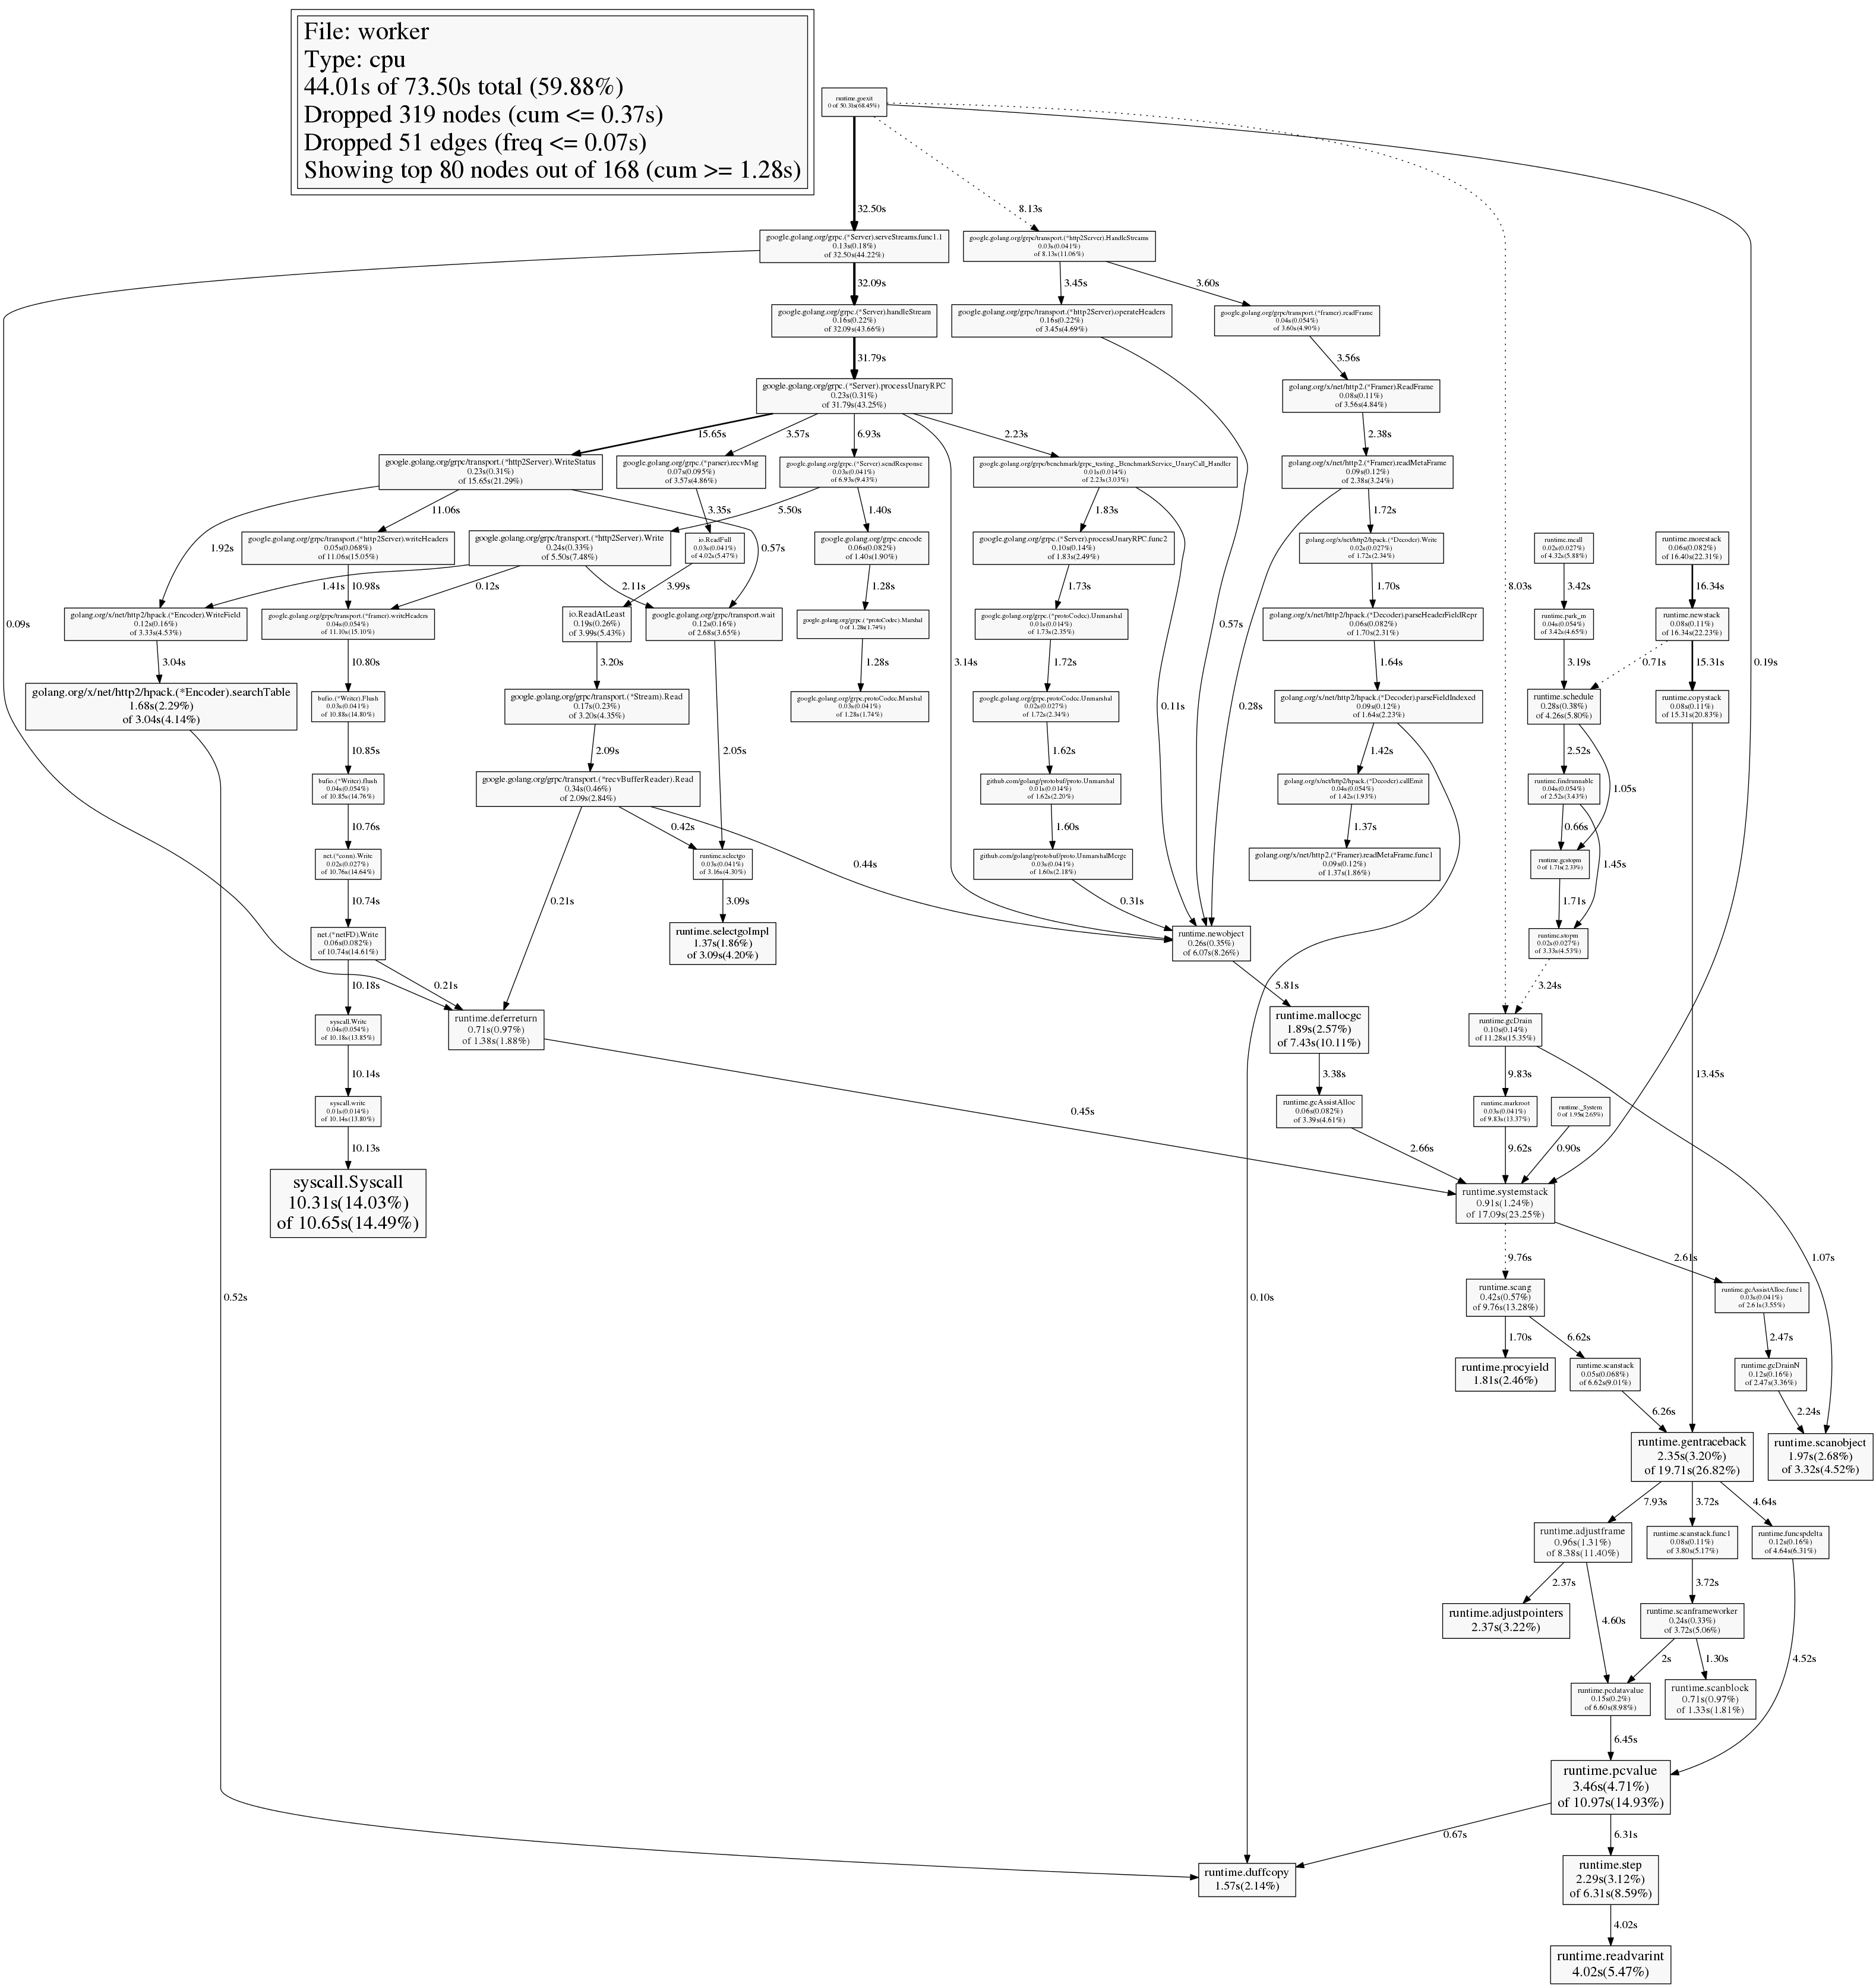 File: worker
Type: cpu
44.01s of 73.50s total (59.88%)
Dropped 319 nodes (cum <= 0.37s)
Dropped 51 edges (freq <= 0.07s)
Showing top 80 nodes out of 168 (cum >= 1.28s)
runtime.goexit
0 of 50.31s(68.45%)
32.50s
8.13s
google.golang.org/grpc.(*Server).serveStreams.func1.1
0.13s(0.18%)
of 32.50s(44.22%)
google.golang.org/grpc/transport.(*http2Server).HandleStreams
0.03s(0.041%)
of 8.13s(11.06%)
32.09s
3.45s
3.60s
google.golang.org/grpc.(*Server).handleStream
0.16s(0.22%)
of 32.09s(43.66%)
google.golang.org/grpc/transport.(*http2Server).operateHeaders
0.16s(0.22%)
of 3.45s(4.69%)
google.golang.org/grpc/transport.(*framer).readFrame
0.04s(0.054%)
of 3.60s(4.90%)
31.79s
3.56s
google.golang.org/grpc.(*Server).processUnaryRPC
0.23s(0.31%)
of 31.79s(43.25%)
golang.org/x/net/http2.(*Framer).ReadFrame
0.08s(0.11%)
of 3.56s(4.84%)
15.65s
3.57s
6.93s
2.23s
2.38s
google.golang.org/grpc/transport.(*http2Server).WriteStatus
0.23s(0.31%)
of 15.65s(21.29%)
google.golang.org/grpc.(*parser).recvMsg
0.07s(0.095%)
of 3.57s(4.86%)
google.golang.org/grpc.(*Server).sendResponse
0.03s(0.041%)
of 6.93s(9.43%)
google.golang.org/grpc/benchmark/grpc_testing._BenchmarkService_UnaryCall_Handler
0.01s(0.014%)
of 2.23s(3.03%)
golang.org/x/net/http2.(*Framer).readMetaFrame
0.09s(0.12%)
of 2.38s(3.24%)
11.06s
3.35s
5.50s
1.40s
1.83s
1.72s
1.92s
google.golang.org/grpc/transport.(*http2Server).writeHeaders
0.05s(0.068%)
of 11.06s(15.05%)
google.golang.org/grpc/transport.(*http2Server).Write
0.24s(0.33%)
of 5.50s(7.48%)
io.ReadFull
0.03s(0.041%)
of 4.02s(5.47%)
0.57s
google.golang.org/grpc.encode
0.06s(0.082%)
of 1.40s(1.90%)
google.golang.org/grpc.(*Server).processUnaryRPC.func2
0.10s(0.14%)
of 1.83s(2.49%)
golang.org/x/net/http2/hpack.(*Decoder).Write
0.02s(0.027%)
of 1.72s(2.34%)
runtime.mcall
0.02s(0.027%)
of 4.32s(5.88%)
runtime.morestack
0.06s(0.082%)
of 16.40s(22.31%)
1.41s
10.98s
0.12s
2.11s
3.99s
1.28s
1.73s
1.70s
8.03s
3.42s
16.34s
0.09s
golang.org/x/net/http2/hpack.(*Encoder).WriteField
0.12s(0.16%)
of 3.33s(4.53%)
google.golang.org/grpc/transport.(*framer).writeHeaders
0.04s(0.054%)
of 11.10s(15.10%)
io.ReadAtLeast
0.19s(0.26%)
of 3.99s(5.43%)
google.golang.org/grpc/transport.wait
0.12s(0.16%)
of 2.68s(3.65%)
google.golang.org/grpc.(*protoCodec).Marshal
0 of 1.28s(1.74%)
google.golang.org/grpc.(*protoCodec).Unmarshal
0.01s(0.014%)
of 1.73s(2.35%)
0.57s
golang.org/x/net/http2/hpack.(*Decoder).parseHeaderFieldRepr
0.06s(0.082%)
of 1.70s(2.31%)
runtime.park_m
0.04s(0.054%)
of 3.42s(4.65%)
runtime.newstack
0.08s(0.11%)
of 16.34s(22.23%)
3.04s
10.80s
3.20s
3.14s
1.28s
1.72s
1.64s
3.19s
0.71s
15.31s
0.19s
golang.org/x/net/http2/hpack.(*Encoder).searchTable
1.68s(2.29%)
of 3.04s(4.14%)
bufio.(*Writer).Flush
0.03s(0.041%)
of 10.88s(14.80%)
google.golang.org/grpc/transport.(*Stream).Read
0.17s(0.23%)
of 3.20s(4.35%)
google.golang.org/grpc.protoCodec.Marshal
0.03s(0.041%)
of 1.28s(1.74%)
google.golang.org/grpc.protoCodec.Unmarshal
0.02s(0.027%)
of 1.72s(2.34%)
0.11s
0.28s
golang.org/x/net/http2/hpack.(*Decoder).parseFieldIndexed
0.09s(0.12%)
of 1.64s(2.23%)
runtime.schedule
0.28s(0.38%)
of 4.26s(5.80%)
runtime.copystack
0.08s(0.11%)
of 15.31s(20.83%)
10.85s
2.09s
2.05s
1.62s
1.42s
2.52s
bufio.(*Writer).flush
0.04s(0.054%)
of 10.85s(14.76%)
google.golang.org/grpc/transport.(*recvBufferReader).Read
0.34s(0.46%)
of 2.09s(2.84%)
github.com/golang/protobuf/proto.Unmarshal
0.01s(0.014%)
of 1.62s(2.20%)
golang.org/x/net/http2/hpack.(*Decoder).callEmit
0.04s(0.054%)
of 1.42s(1.93%)
runtime.findrunnable
0.04s(0.054%)
of 2.52s(3.43%)
1.05s
10.76s
0.42s
1.60s
1.37s
0.66s
net.(*conn).Write
0.02s(0.027%)
of 10.76s(14.64%)
runtime.selectgo
0.03s(0.041%)
of 3.16s(4.30%)
0.44s
github.com/golang/protobuf/proto.UnmarshalMerge
0.03s(0.041%)
of 1.60s(2.18%)
golang.org/x/net/http2.(*Framer).readMetaFrame.func1
0.09s(0.12%)
of 1.37s(1.86%)
runtime.gcstopm
0 of 1.71s(2.33%)
1.45s
10.74s
0.21s
3.09s
0.31s
1.71s
net.(*netFD).Write
0.06s(0.082%)
of 10.74s(14.61%)
runtime.selectgoImpl
1.37s(1.86%)
of 3.09s(4.20%)
runtime.newobject
0.26s(0.35%)
of 6.07s(8.26%)
runtime.stopm
0.02s(0.027%)
of 3.33s(4.53%)
10.18s
0.21s
5.81s
3.24s
syscall.Write
0.04s(0.054%)
of 10.18s(13.85%)
runtime.deferreturn
0.71s(0.97%)
of 1.38s(1.88%)
runtime.mallocgc
1.89s(2.57%)
of 7.43s(10.11%)
runtime.gcDrain
0.10s(0.14%)
of 11.28s(15.35%)
10.14s
3.38s
9.83s
13.45s
syscall.write
0.01s(0.014%)
of 10.14s(13.80%)
0.45s
runtime.gcAssistAlloc
0.06s(0.082%)
of 3.39s(4.61%)
runtime.markroot
0.03s(0.041%)
of 9.83s(13.37%)
runtime._System
0 of 1.95s(2.65%)
10.13s
2.66s
9.62s
0.90s
syscall.Syscall
10.31s(14.03%)
of 10.65s(14.49%)
runtime.systemstack
0.91s(1.24%)
of 17.09s(23.25%)
9.76s
2.61s
1.07s
0.52s
0.10s
runtime.scang
0.42s(0.57%)
of 9.76s(13.28%)
runtime.gcAssistAlloc.func1
0.03s(0.041%)
of 2.61s(3.55%)
1.70s
6.62s
2.47s
runtime.procyield
1.81s(2.46%)
runtime.scanstack
0.05s(0.068%)
of 6.62s(9.01%)
runtime.gcDrainN
0.12s(0.16%)
of 2.47s(3.36%)
6.26s
2.24s
runtime.gentraceback
2.35s(3.20%)
of 19.71s(26.82%)
runtime.scanobject
1.97s(2.68%)
of 3.32s(4.52%)
7.93s
3.72s
4.64s
runtime.adjustframe
0.96s(1.31%)
of 8.38s(11.40%)
runtime.scanstack.func1
0.08s(0.11%)
of 3.80s(5.17%)
runtime.funcspdelta
0.12s(0.16%)
of 4.64s(6.31%)
2.37s
3.72s
runtime.adjustpointers
2.37s(3.22%)
4.60s
runtime.scanframeworker
0.24s(0.33%)
of 3.72s(5.06%)
2s
1.30s
4.52s
runtime.pcdatavalue
0.15s(0.2%)
of 6.60s(8.98%)
runtime.scanblock
0.71s(0.97%)
of 1.33s(1.81%)
6.45s
runtime.pcvalue
3.46s(4.71%)
of 10.97s(14.93%)
0.67s
6.31s
runtime.duffcopy
1.57s(2.14%)
runtime.step
2.29s(3.12%)
of 6.31s(8.59%)
4.02s
runtime.readvarint
4.02s(5.47%)